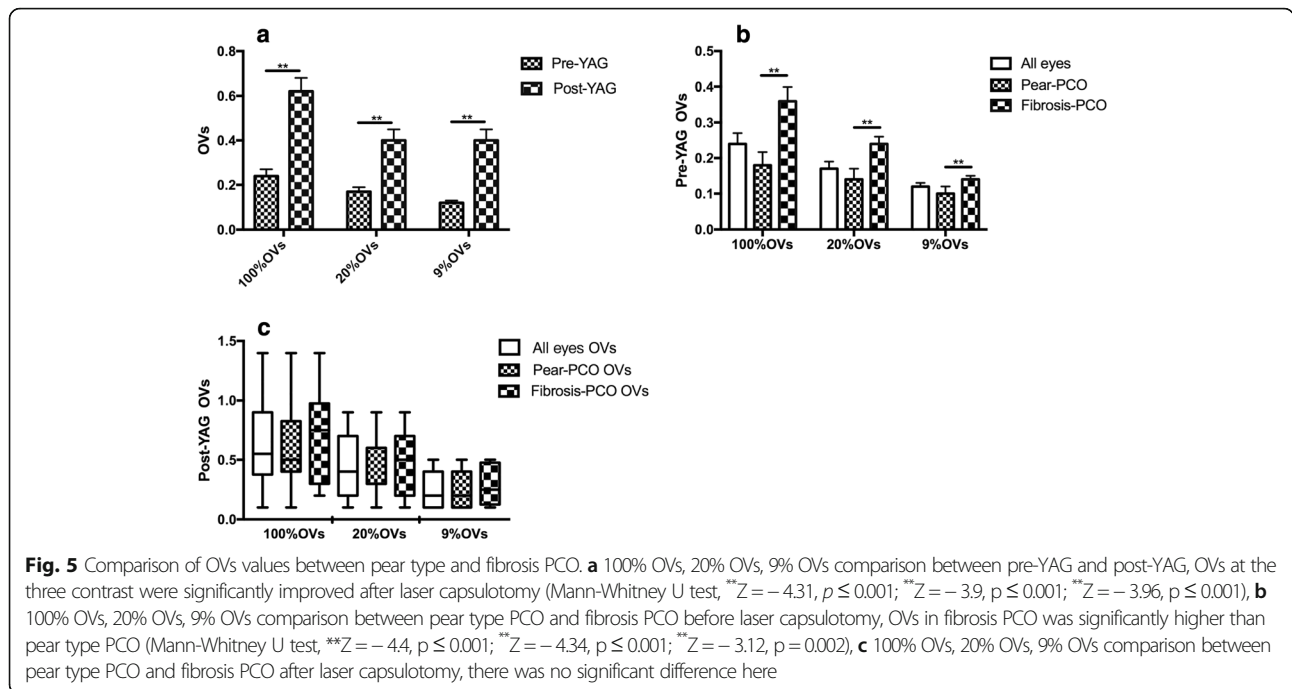 a
0.8
0.6
0.4
0.2
0.0
OVs
100%OVs
20%OVs
9%OVs
**
**
**
Pre-YAG
Post-YAG
b
0.5
0.4
0.3
0.2
0.1
0.0
Pre-YAG OVs
100%OVs
20%OVs
9%OVs
**
**
**
All eyes
Pear-PCO
Fibrosis-PCO
c
1.5
1.0
0.5
0.0
Post-YAG OVs
100%OVs
20%OVs
9%OVs
All eyes OVs
Pear-PCO OVs
Fibrosis-PCO OVs
Fig. 5 Comparison of OVs values between pear type and fibrosis PCO. a 100% OVs, 20% OVs, 9% OVs comparison between pre-YAG and post-YAG, OVs at the
three contrast were significantly improved after laser capsulotomy (Mann-Whitney U test, **Z = − 4.31, p ≤ 0.001; **Z = − 3.9, p ≤ 0.001; **Z = − 3.96, p ≤ 0.001), b
100% OVs, 20% OVs, 9% OVs comparison between pear type PCO and fibrosis PCO before laser capsulotomy, OVs in fibrosis PCO was significantly higher than
pear type PCO (Mann-Whitney U test, **Z = − 4.4, p ≤ 0.001; **Z = − 4.34, p ≤ 0.001; **Z = − 3.12, p = 0.002), c 100% OVs, 20% OVs, 9% OVs comparison between
pear type PCO and fibrosis PCO after laser capsulotomy, there was no significant difference here